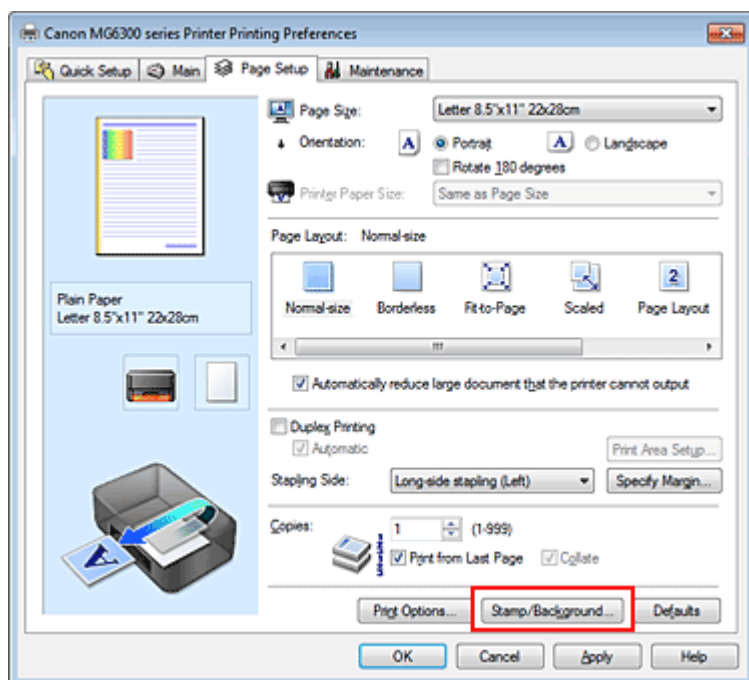 Canon MG6300 series Printer Printing Preferences
Quick Setup Main Page Setup Maintenance
Page Size: Letter 8.5"x11" 22x28cm
Orientation: A Portrait A Landscape
Rotate 180 degrees
Printer Paper Size: Same as Page Size
Page Layout: Normal-size
2
Normal-size Borderless Fit-to-Page Scaled Page Layout
Automatically reduce large document that the printer cannot output
Plain Paper
Letter 8.5"x11" 22x28cm
Duplex Printing
Automatic
Print Area Setup...
Stapling Side: Long-side stapling (Left) Specify Margin...
Copies: 1 (1-999)
Print from Last Page Collate
A
Print Options... Stamp/Background... Defaults
OK Cancel Apply Help